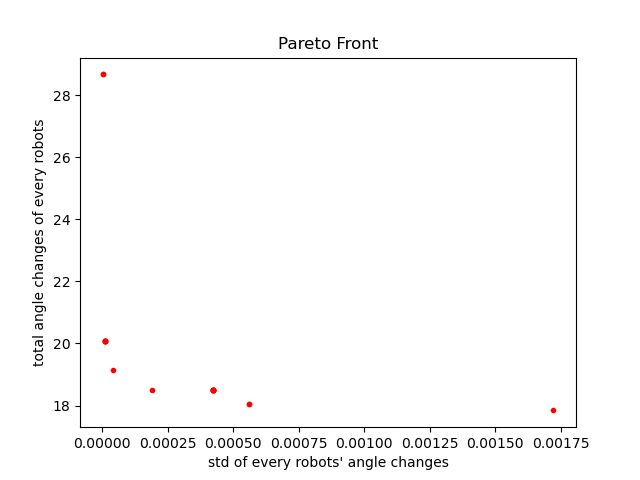 Pareto Front
total angle changes of every robots
28
26
24
22
20
18
0.00000 0.00025 0.00050 0.00075 0.00100 0.00125 0.00150 0.00175
std of every robots' angle changes